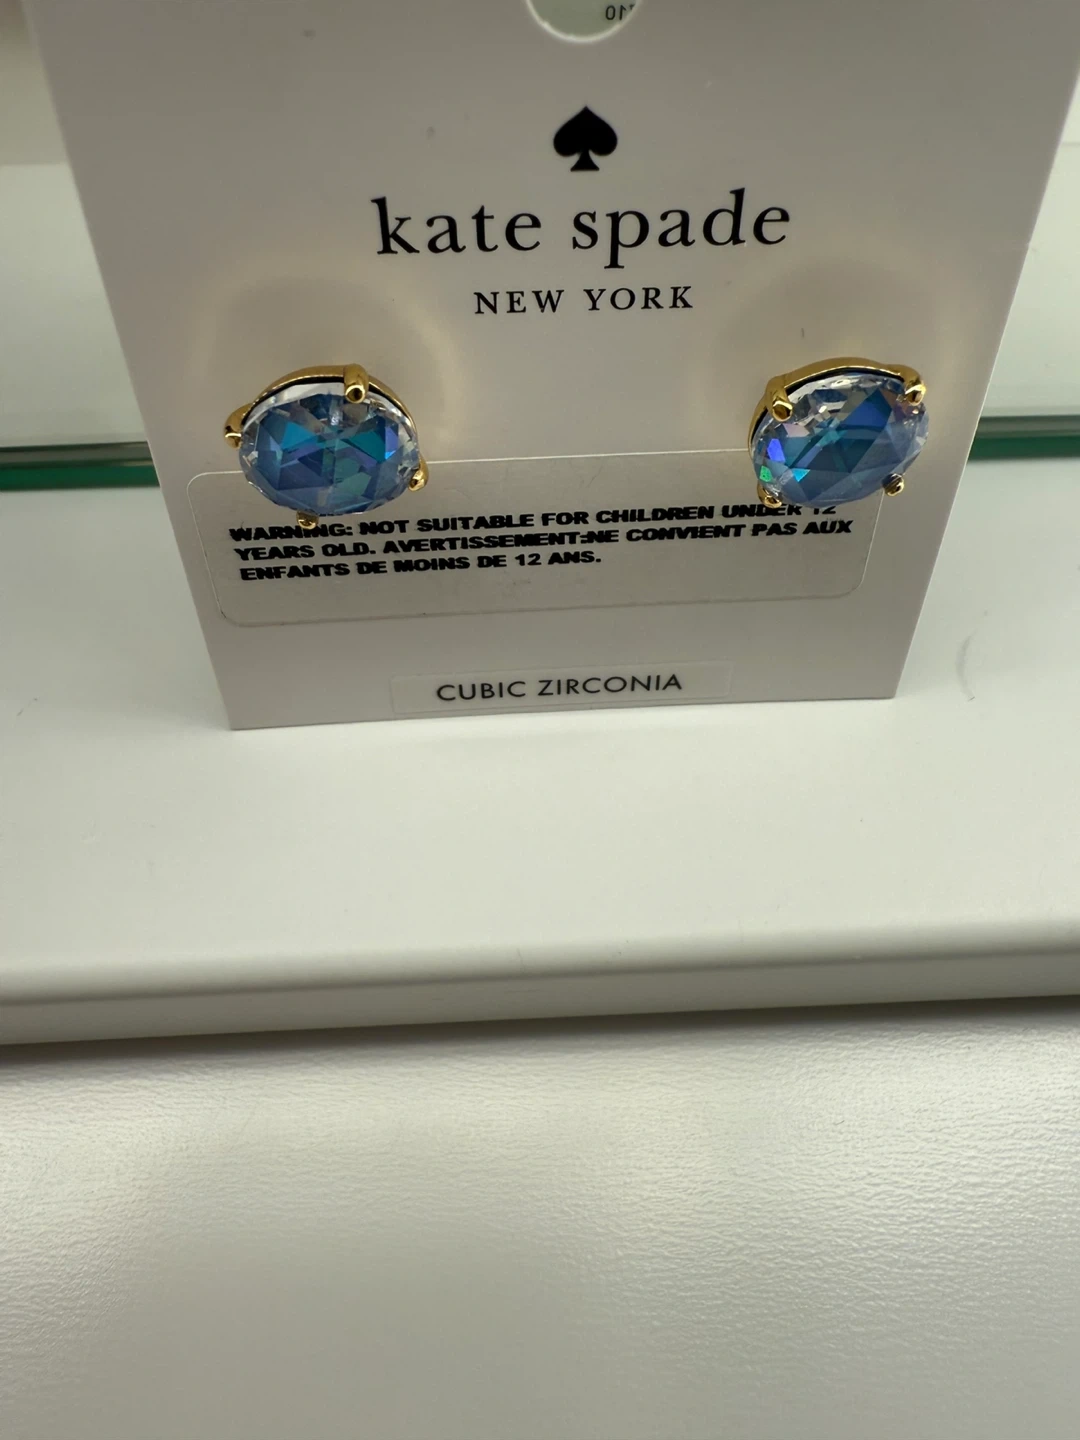 kate spade
NEW YORK
WARNING: NOT SUITABLE FOR CHILDREN UNDER 12
YEARS OLD. AVERTISSEMENT:NE CONVIENT PAS AUX
ENFANTS DE MOINS DE 12 ANS.
CUBIC ZIRCONIA